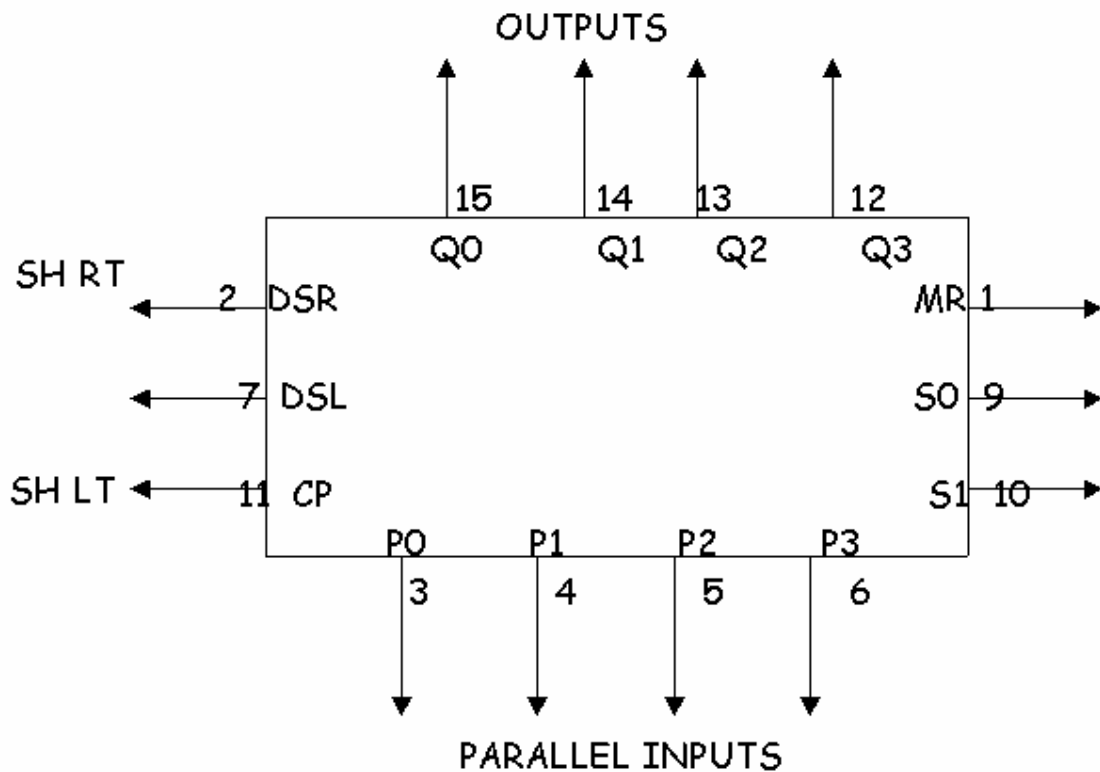 OUTPUTS
15 14 13 12
Q0 Q1 Q2 Q3
SH RT
2 DSR MR 1
7 DSL S0 9
SH LT 11 CP S1 10
P0 P1 P2 P3
3 4 5 6
PARALLEL INPUTS